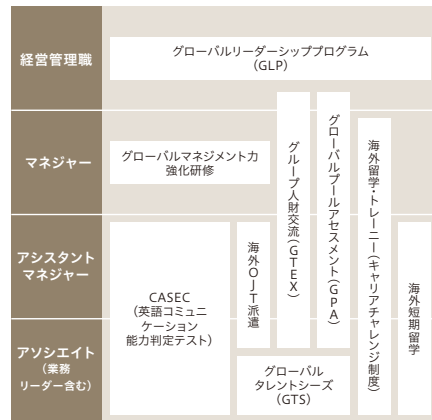 経営管理職
グローバルリーダーシッププログラム
(GLP)
マネジャー
グローバルマネジメント力
強化研修
グループ人財交流(GTEX)
グローバルプールアセスメント(GPA)
海外留学・トレーニー(キャリアチャレンジ制度)
アシスタント
マネジャー
CASEC
(英語コミュニ
ケーション
能力判定テスト)
海外OJT派遣
海外短期留学
アソシエイト
(業務
リーダー含む)
グローバル
タレントシーズ
(GTS)